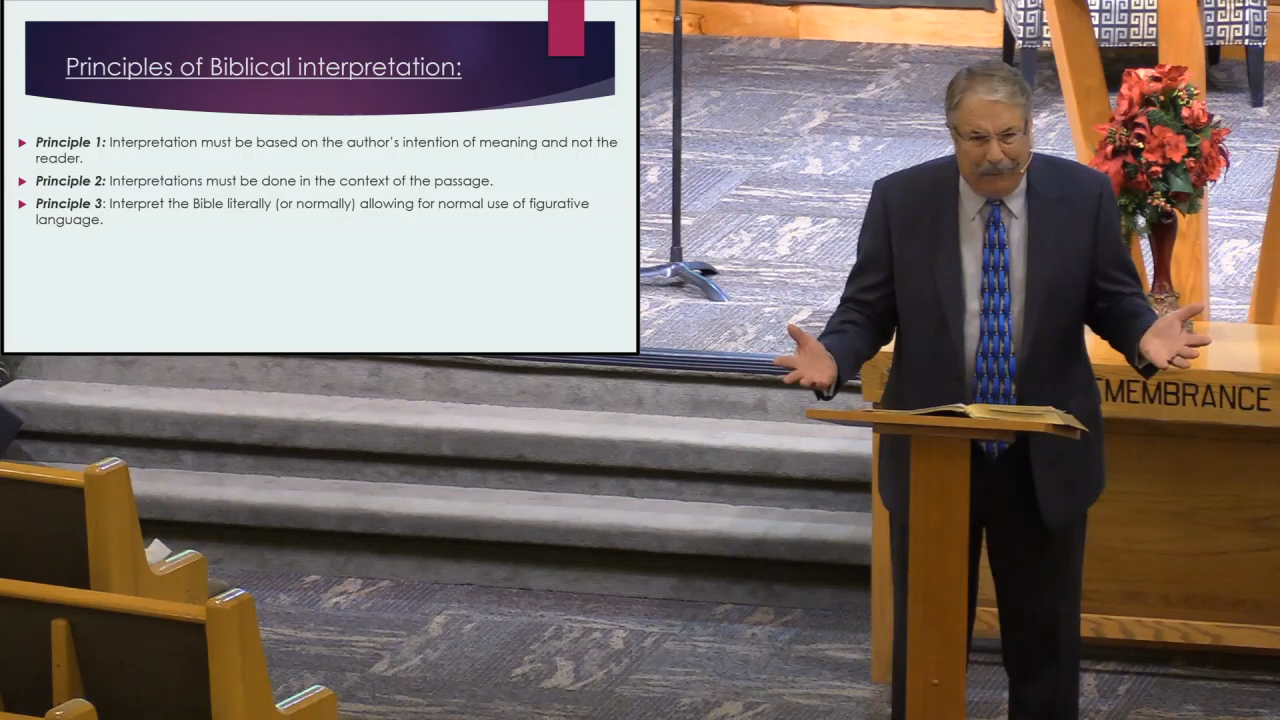 Principles of Biblical interpretation:
Principle 1: Interpretation must be based on the author's intention of meaning and not the
reader.
Principle 2: Interpretations must be done in the context of the passage.
Principle 3: Interpret the Bible literally (or normally) allowing for normal use of figurative
language.
EMEMBRANCE